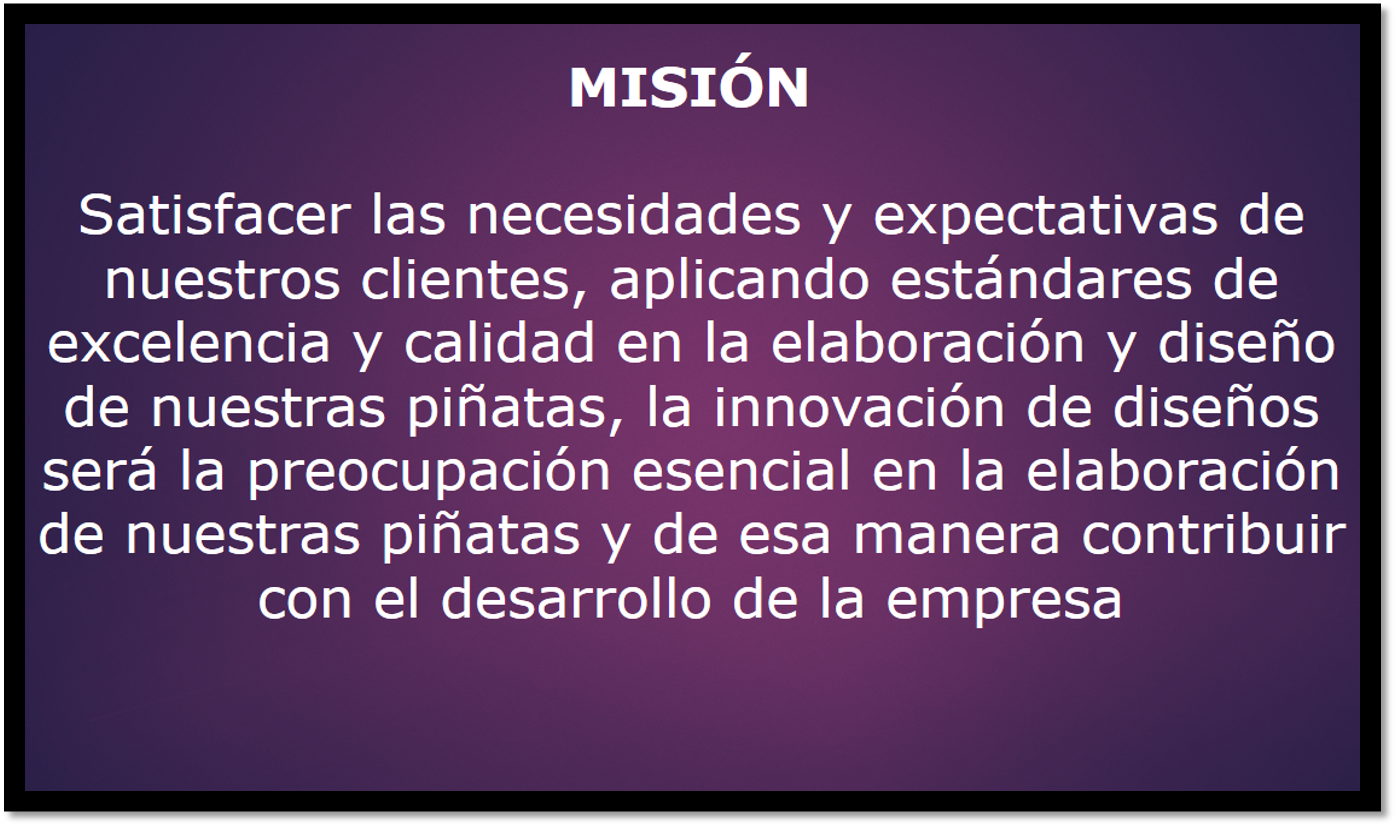 MISIÓN
Satisfacer las necesidades y expectativas de
nuestros clientes, aplicando estándares de
excelencia y calidad en la elaboración y diseño
de nuestras piñatas, la innovación de diseños
será la preocupación esencial en la elaboración
de nuestras piñatas y de esa manera contribuir
con el desarrollo de la empresa